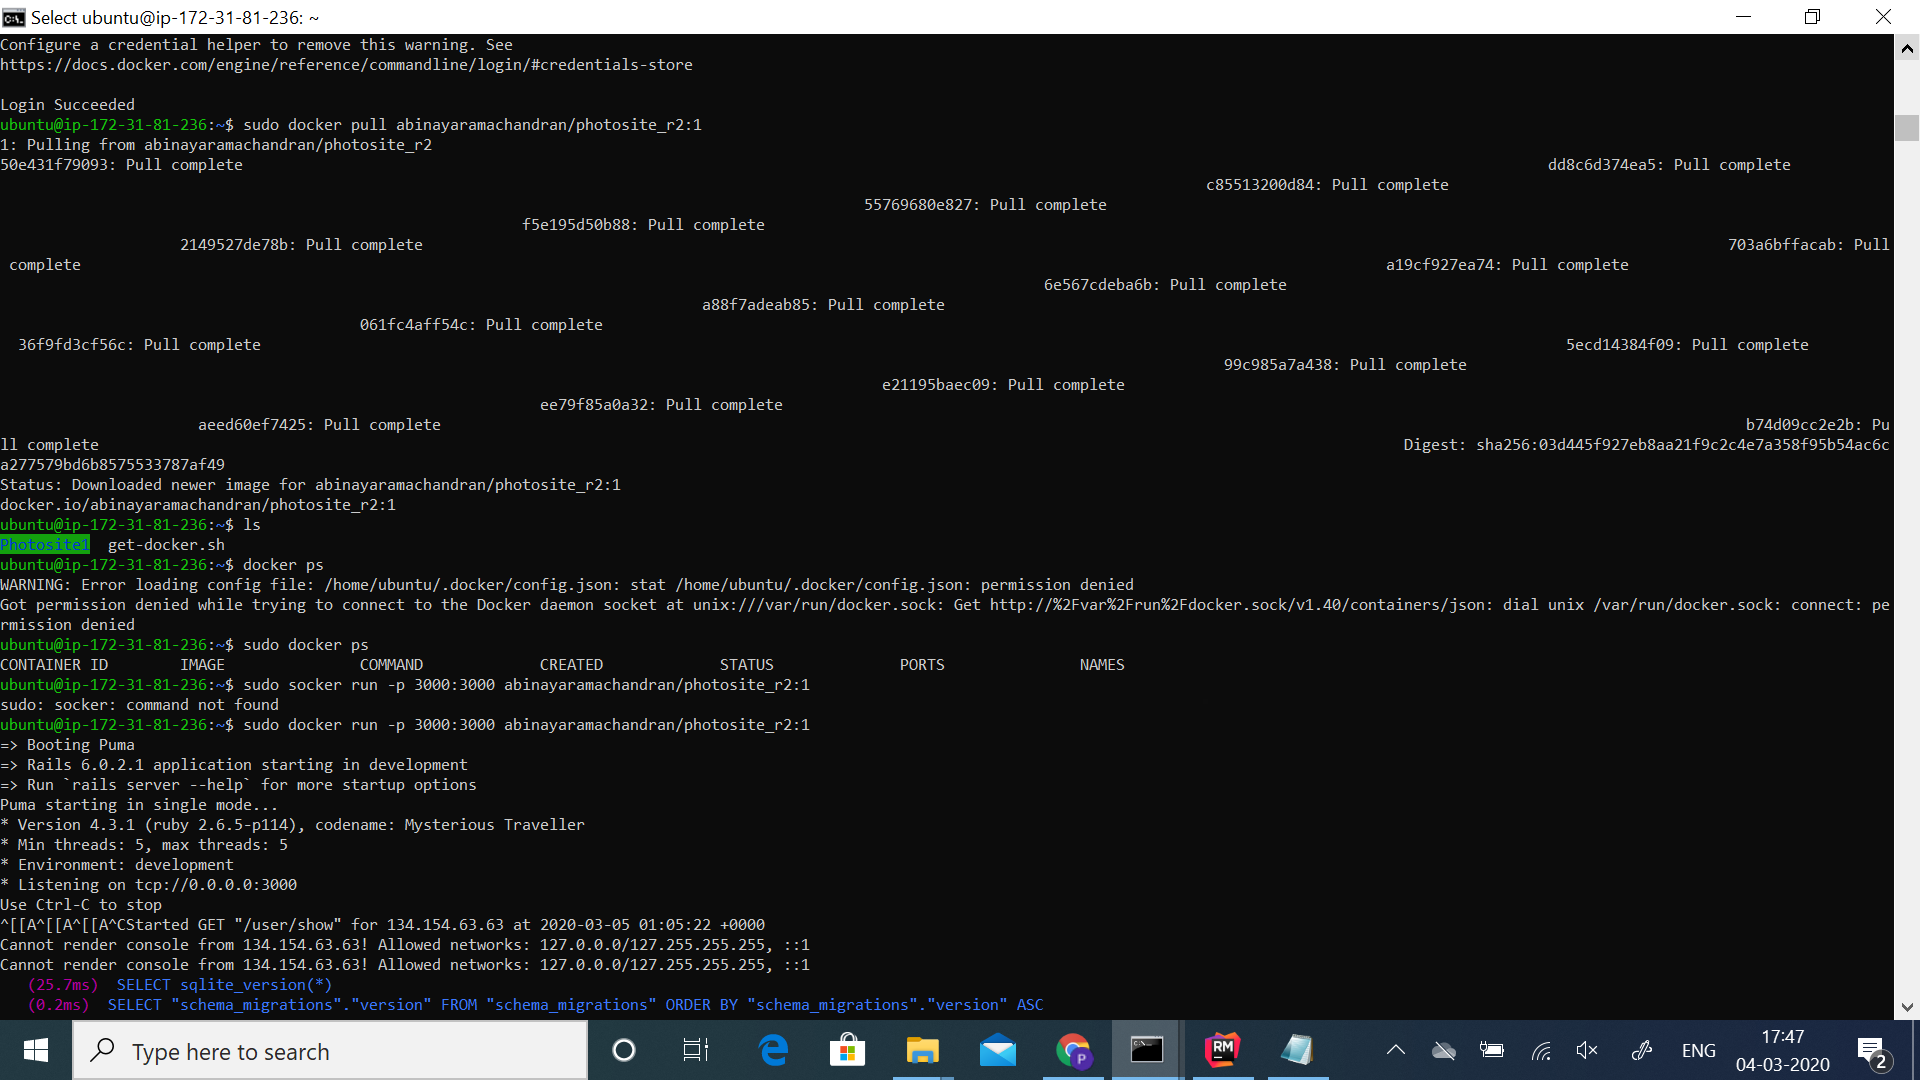 Select ubuntu@ip-172-31-81-236: ~
Configure a credential helper to remove this warning. See
https://docs.docker.com/engine/reference/commandline/login/#credentials-store
Login Succeeded
ubuntu@ip-172-31-81-236:~$ sudo docker pull abinayaramachandran/photosite_r2:1
1: Pulling from abinayaramachandran/photosite_r2
50e431f79093: Pull complete dd8c6d374ea5: Pull complete
c85513200d84: Pull complete
55769680e827: Pull complete
f5e195d50b88: Pull complete
2149527de78b: Pull complete 703a6bffacab: Pull
complete a19cf927ea74: Pull complete
6e567cdeba6b: Pull complete
a88f7adeab85: Pull complete
061fc4aff54c: Pull complete
36f9fd3cf56c: Pull complete 5ecd14384f09: Pull complete
99c985a7a438: Pull complete
e21195baec09: Pull complete
ee79f85a0a32: Pull complete
aeed60ef7425: Pull complete b74d09cc2e2b: Pu
ll complete Digest: sha256:03d445f927eb8aa21f9c2c4e7a358f95b54ac6c
a277579bd6b8575533787af49
Status: Downloaded newer image for abinayaramachandran/photosite_r2:1
docker.io/abinayaramachandran/photosite_r2:1
ubuntu@ip-172-31-81-236:~$ ls
Photosite1 get-docker.sh
ubuntu@ip-172-31-81-236:~$ docker ps
WARNING: Error loading config file: /home/ubuntu/.docker/config.json: stat /home/ubuntu/.docker/config.json: permission denied
Got permission denied while trying to connect to the Docker daemon socket at unix:///var/run/docker.sock: Get http://%2Fvar%2Frun%2Fdocker.sock/v1.40/containers/json: dial unix /var/run/docker.sock: connect: pe
rmission denied
ubuntu@ip-172-31-81-236:~$ sudo docker ps
CONTAINER ID IMAGE COMMAND CREATED STATUS PORTS NAMES
ubuntu@ip-172-31-81-236:~$ sudo socker run -p 3000:3000 abinayaramachandran/photosite_r2:1
sudo: socker: command not found
ubuntu@ip-172-31-81-236:~$ sudo docker run -p 3000:3000 abinayaramachandran/photosite_r2:1
=> Booting Puma
=> Rails 6.0.2.1 application starting in development
=> Run `rails server --help` for more startup options
Puma starting in single mode...
* Version 4.3.1 (ruby 2.6.5-p114), codename: Mysterious Traveller
* Min threads: 5, max threads: 5
* Environment: development
* Listening on tcp://0.0.0.0:3000
Use Ctrl-C to stop
^[[A^[[A^[[A^CStarted GET "/user/show" for 134.154.63.63 at 2020-03-05 01:05:22 +0000
Cannot render console from 134.154.63.63! Allowed networks: 127.0.0.0/127.255.255.255, ::1
Cannot render console from 134.154.63.63! Allowed networks: 127.0.0.0/127.255.255.255, ::1
(25.7ms) SELECT sqlite_version(*)
(0.2ms) SELECT "schema_migrations"."version" FROM "schema_migrations" ORDER BY "schema_migrations"."version" ASC
Type here to search
P
RM
ENG
17:47
04-03-2020
2